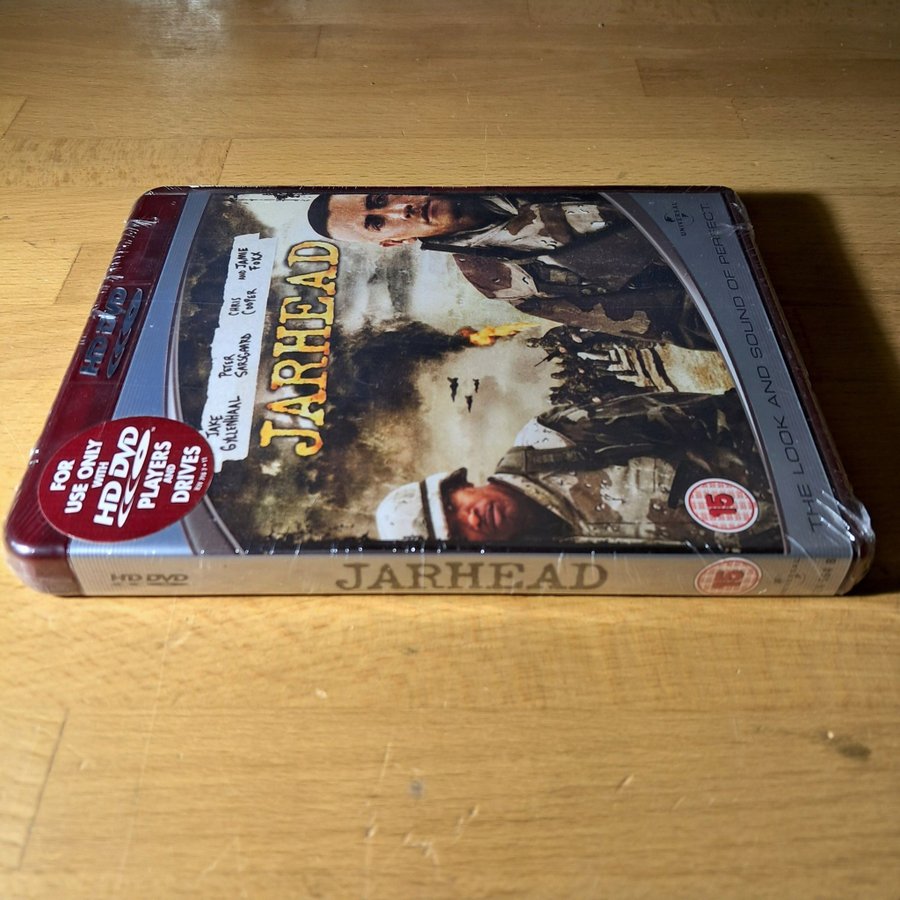 HD DVD
JAKE GYLLENHAAL
PETER SARSGAARD
CHRIS COOPER
AND JAMIE FOXX
JARHEAD
UNIVERSAL
THE LOOK AND SOUND OF PERFECT
15
FOR
USE ONLY
WITH
HD DVD
PLAYERS
AND
DRIVES
HD DVD
JARHEAD
15